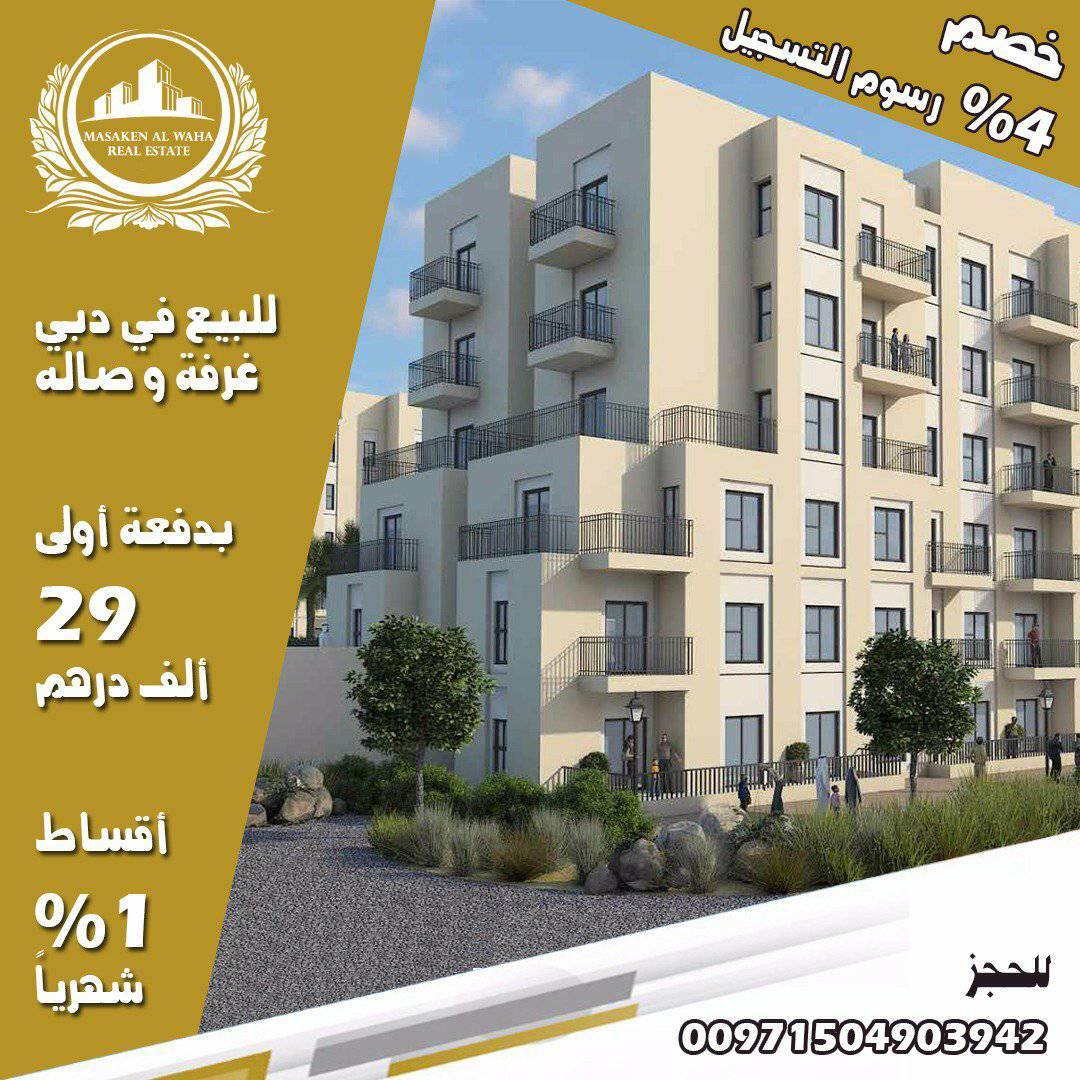 MASAKEN AL WAHA
REAL ESTATE
خصم
%4 رسوم التسجيل
للبيع في دبي
غرفة و صاله
بدفعة أولى
29
ألف درهم
أقساط
%1
شهرياً
للحجز
00971504903942